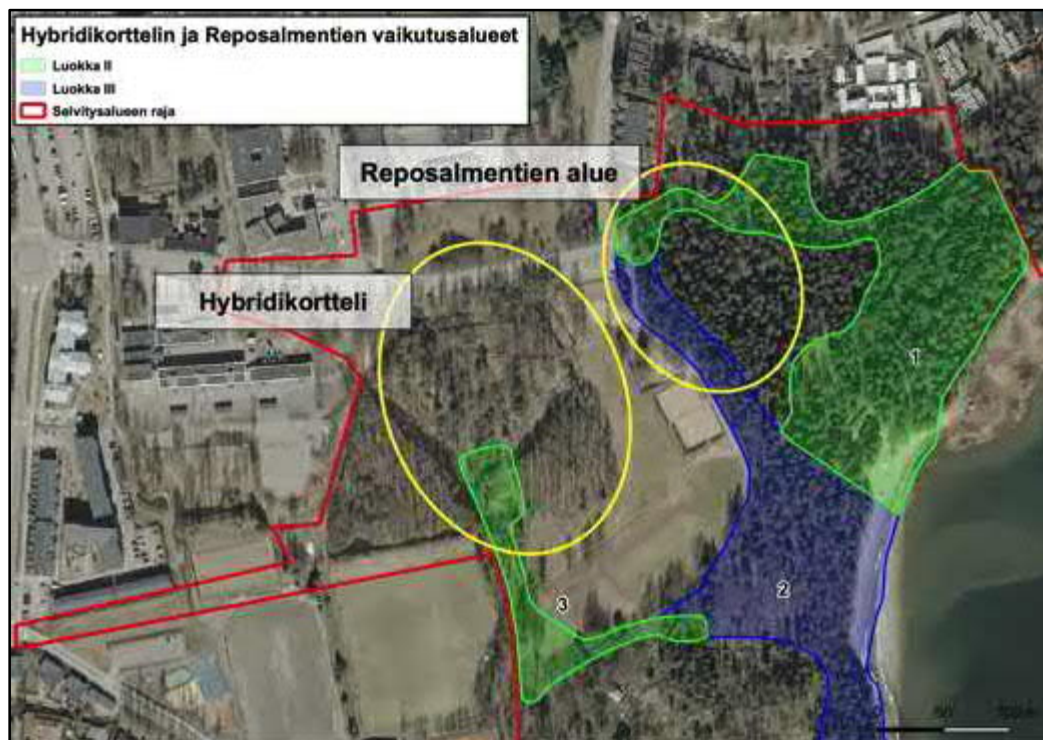 Hybridikorttelin ja Reposalmentien vaikutusalueet
Luokka II
Luokka III
Selvitysalueen raja
Reposalmentien alue
Hybridikortteli
1
2
3